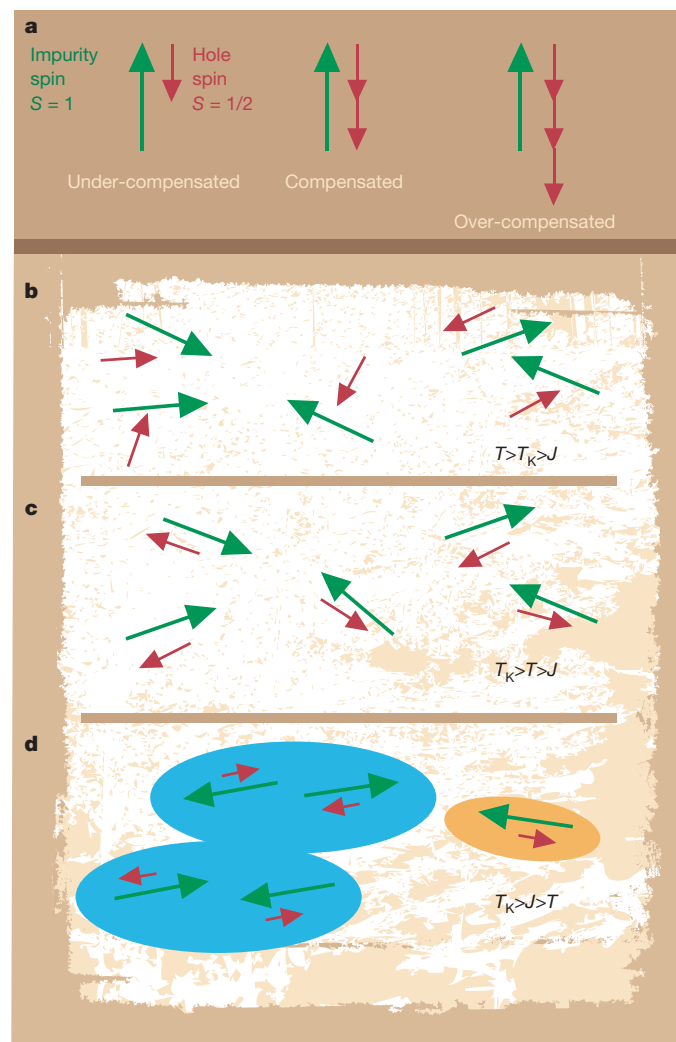 a
Impurity
spin
S = 1
Hole
spin
S = 1/2
Under-compensated
Compensated
Over-compensated
b
T>TK>J
c
TK>T>J
d
TK>J>T